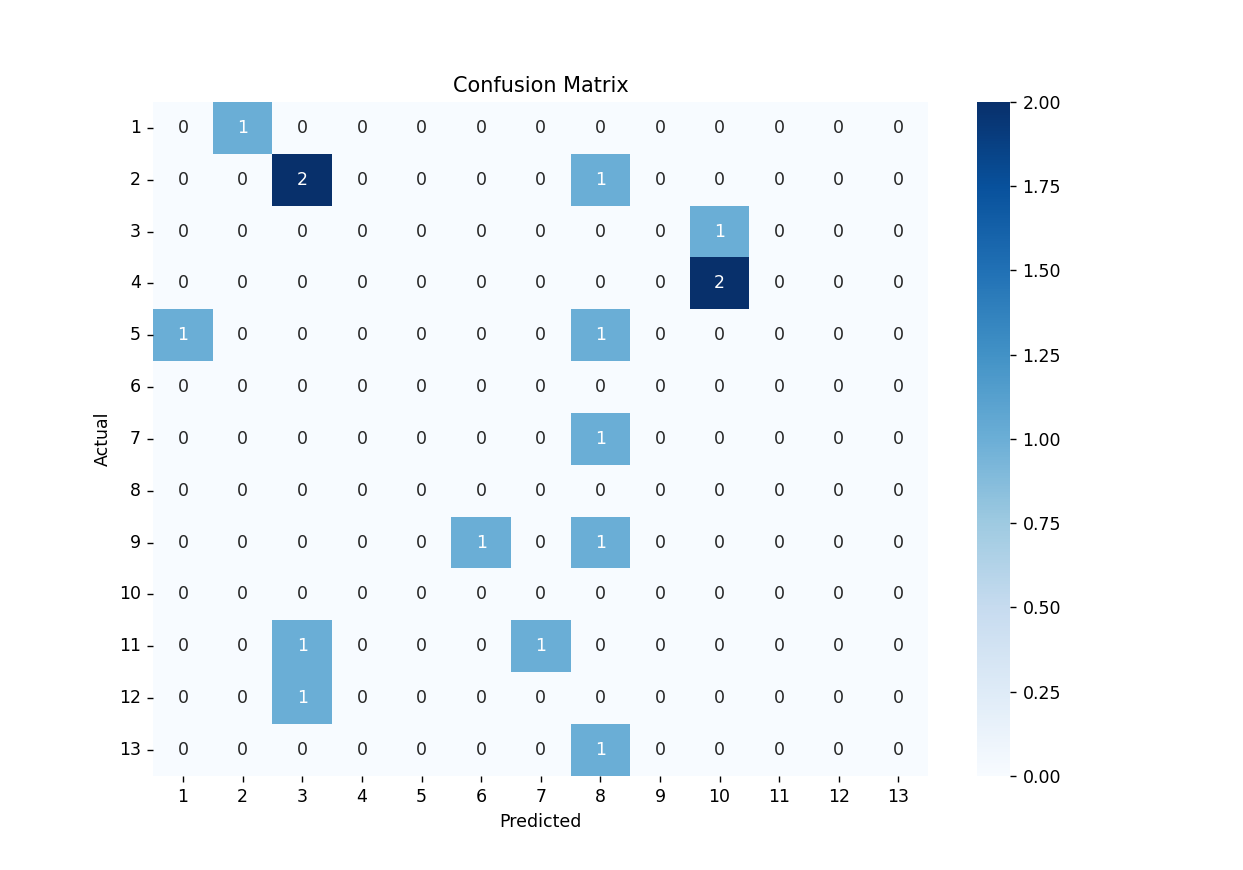 Confusion Matrix
1 0 1 0 0 0 0 0 0 0 0 0 0 0
2 0 0 2 0 0 0 0 1 0 0 0 0 0
3 0 0 0 0 0 0 0 0 0 1 0 0 0
4 0 0 0 0 0 0 0 0 0 2 0 0 0
5 1 0 0 0 0 0 0 1 0 0 0 0 0
6 0 0 0 0 0 0 0 0 0 0 0 0 0
7 0 0 0 0 0 0 0 1 0 0 0 0 0
8 0 0 0 0 0 0 0 0 0 0 0 0 0
9 0 0 0 0 0 1 0 1 0 0 0 0 0
10 0 0 0 0 0 0 0 0 0 0 0 0 0
11 0 0 1 0 0 0 1 0 0 0 0 0 0
12 0 0 1 0 0 0 0 0 0 0 0 0 0
13 0 0 0 0 0 0 0 1 0 0 0 0 0
1 2 3 4 5 6 7 8 9 10 11 12 13
Predicted
Actual
2.00
1.75
1.50
1.25
1.00
0.75
0.50
0.25
0.00